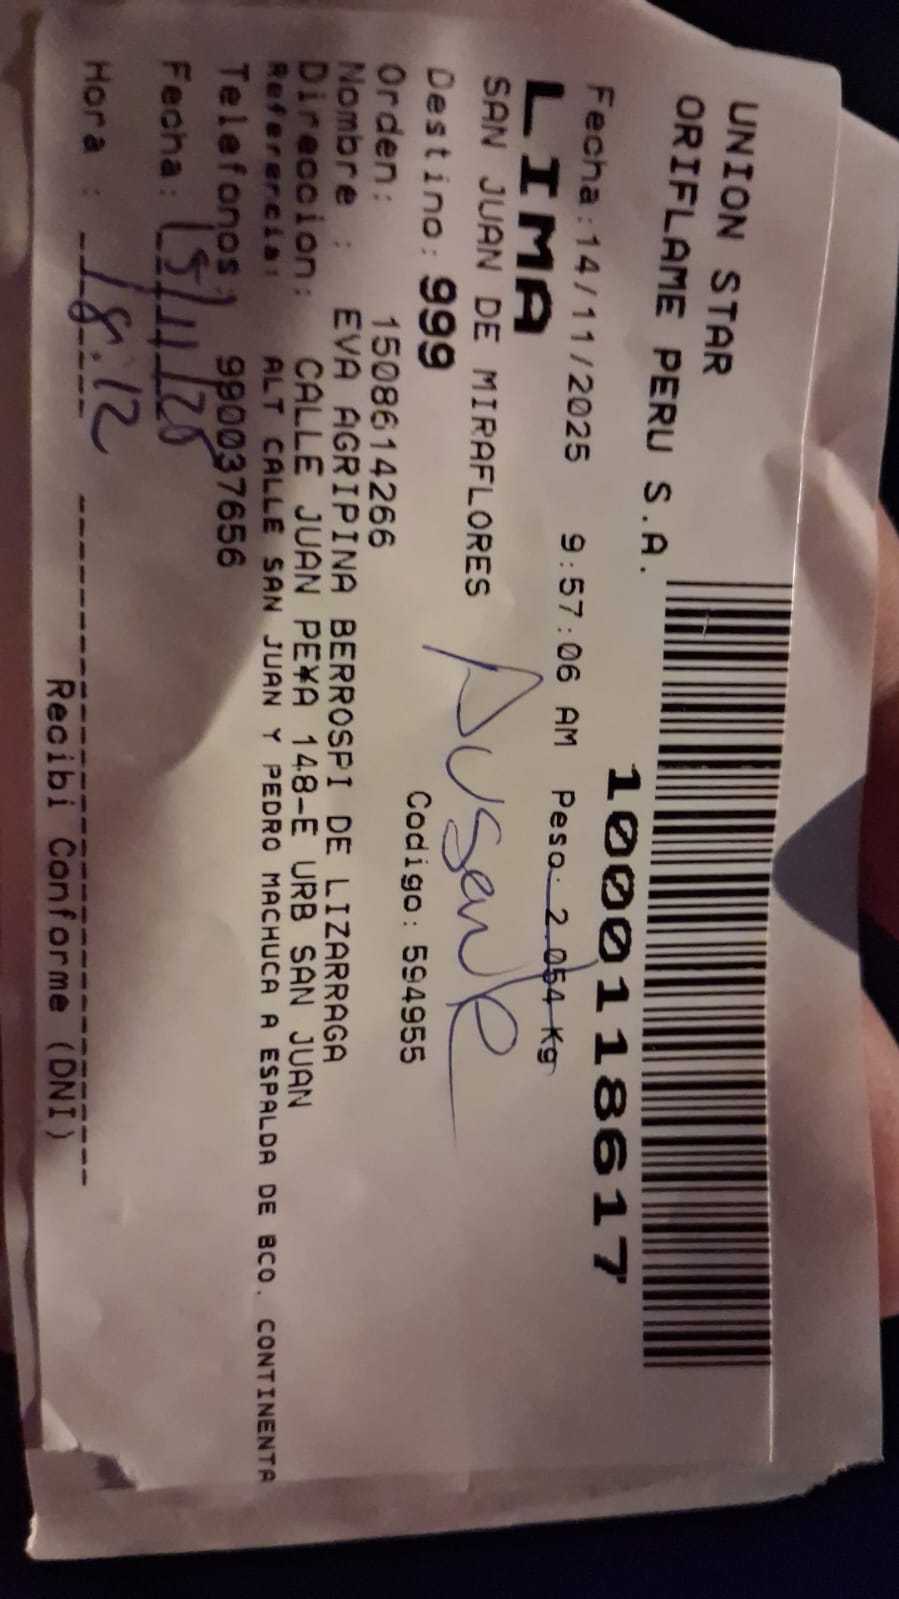 UNION STAR
ORIFLAME PERU S.A.
10001118617
Fecha:14/11/2025 9:57:06 AM Peso: 2.054 Kg
LIMA
SAN JUAN DE MIRAFLORES
Ausente
Destino: 999 Codigo: 594955
Orden: 1508614266
Nombre : EVA AGRIPINA BERROSPI DE LIZARRAGA
Direccion: CALLE JUAN PE¥A 148-E URB SAN JUAN
Referencia: ALT CALLE SAN JUAN Y PEDRO MACHUCA A ESPALDA DE BCO. CONTINENTA
Telefonos: 990037656
Fecha: 15/11/25
Hora : 18:12
Recibi Conforme (DNI)